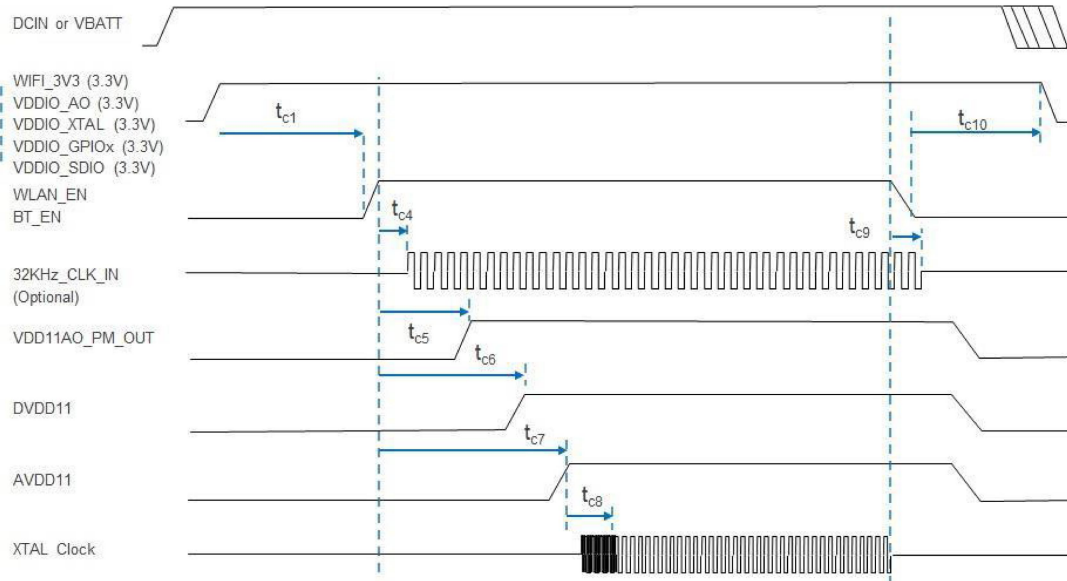 DCIN or VBATT
WIFI_3V3 (3.3V)
VDDIO_AO (3.3V)
VDDIO_XTAL (3.3V)
VDDIO_GPIOx (3.3V)
VDDIO_SDIO (3.3V)
tc1
tc10
WLAN_EN
BT_EN
tc4
tc9
32KHz_CLK_IN
(Optional)
tc5
VDD11AO_PM_OUT
tc6
DVDD11
tc7
AVDD11
tc8
XTAL Clock